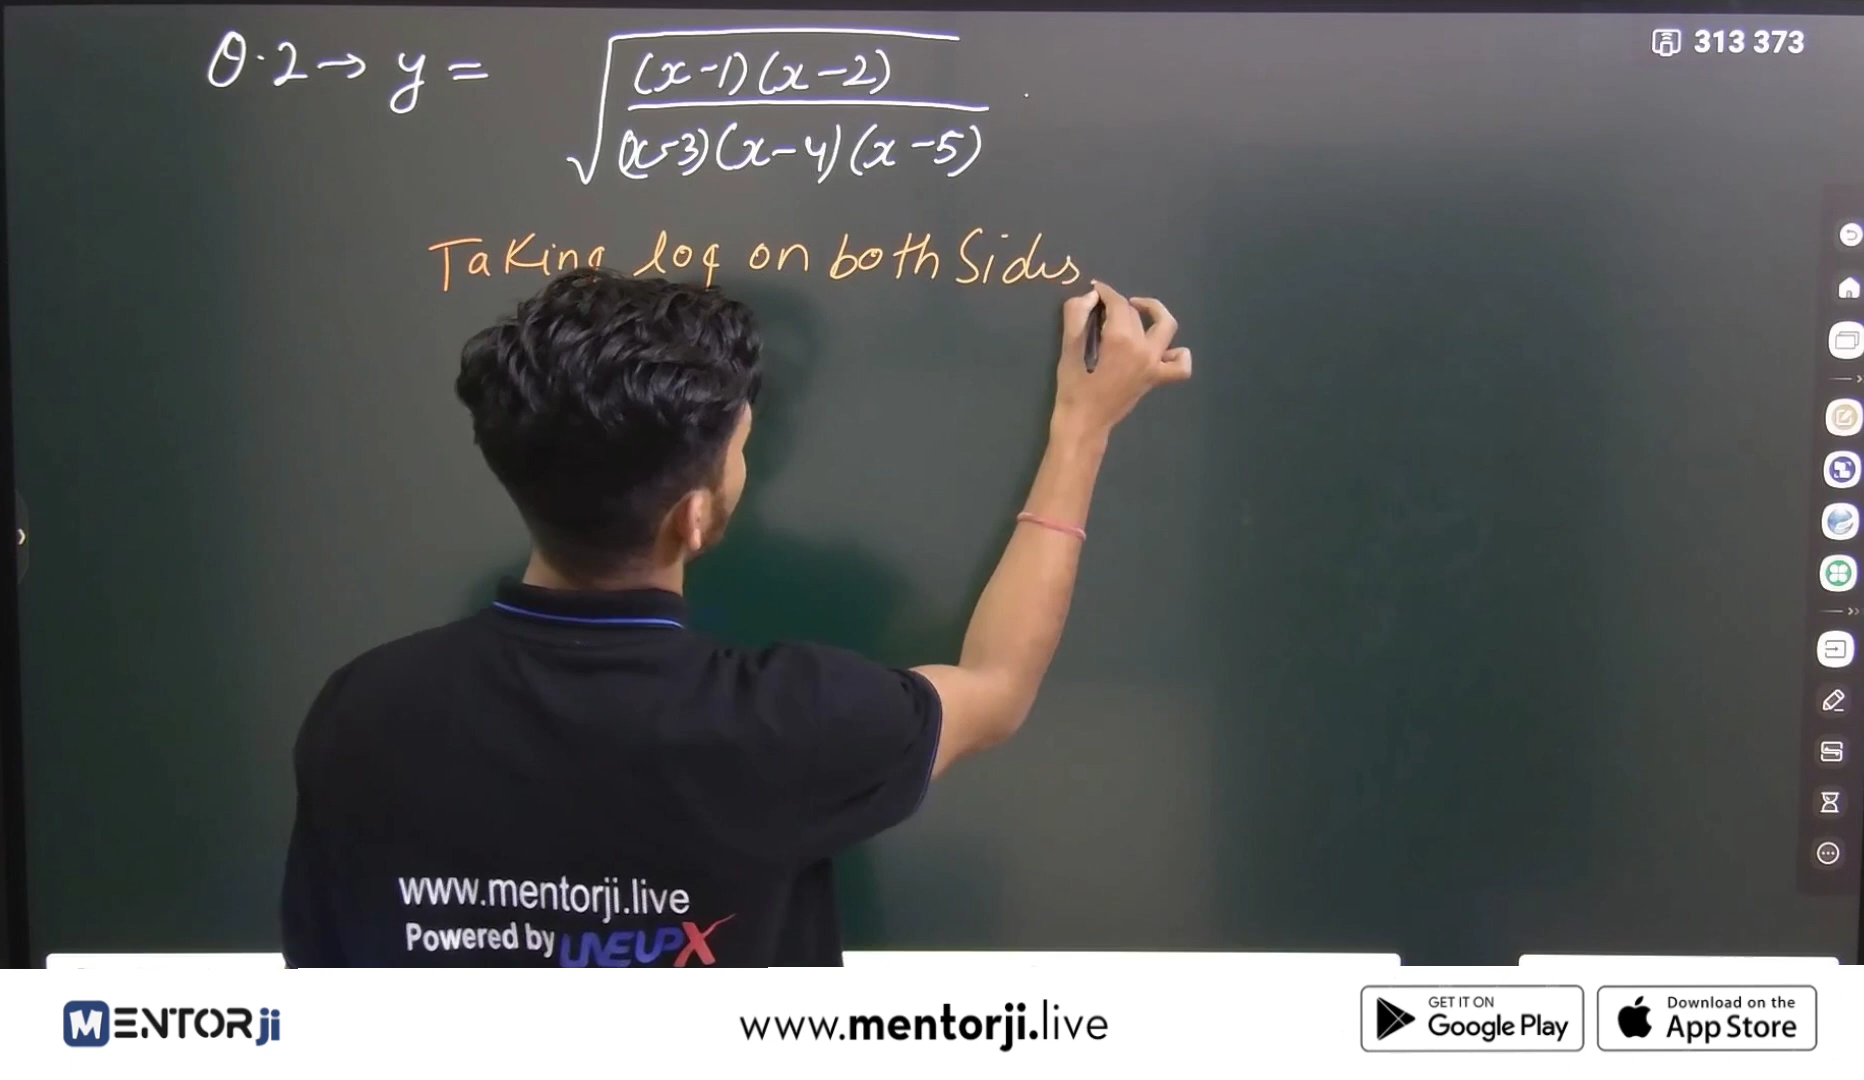 313 373
Q.2→ y = √((x-1)(x-2) / (x-3)(x-4)(x-5))
Taking log on both Sides
www.mentorji.live
Powered by LINEUPX
MENTORji
www.mentorji.live
GET IT ON
Google Play
Download on the
App Store